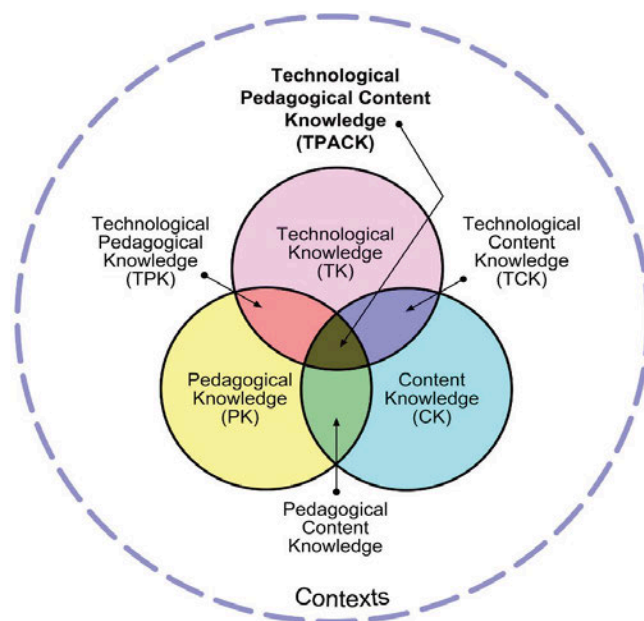 Technological
Pedagogical Content
Knowledge
(TPACK)
Technological
Pedagogical
Knowledge
(TPK)
Technological
Knowledge
(TK)
Technological
Content
Knowledge
(TCK)
Pedagogical
Knowledge
(PK)
Content
Knowledge
(CK)
Pedagogical
Content
Knowledge
Contexts